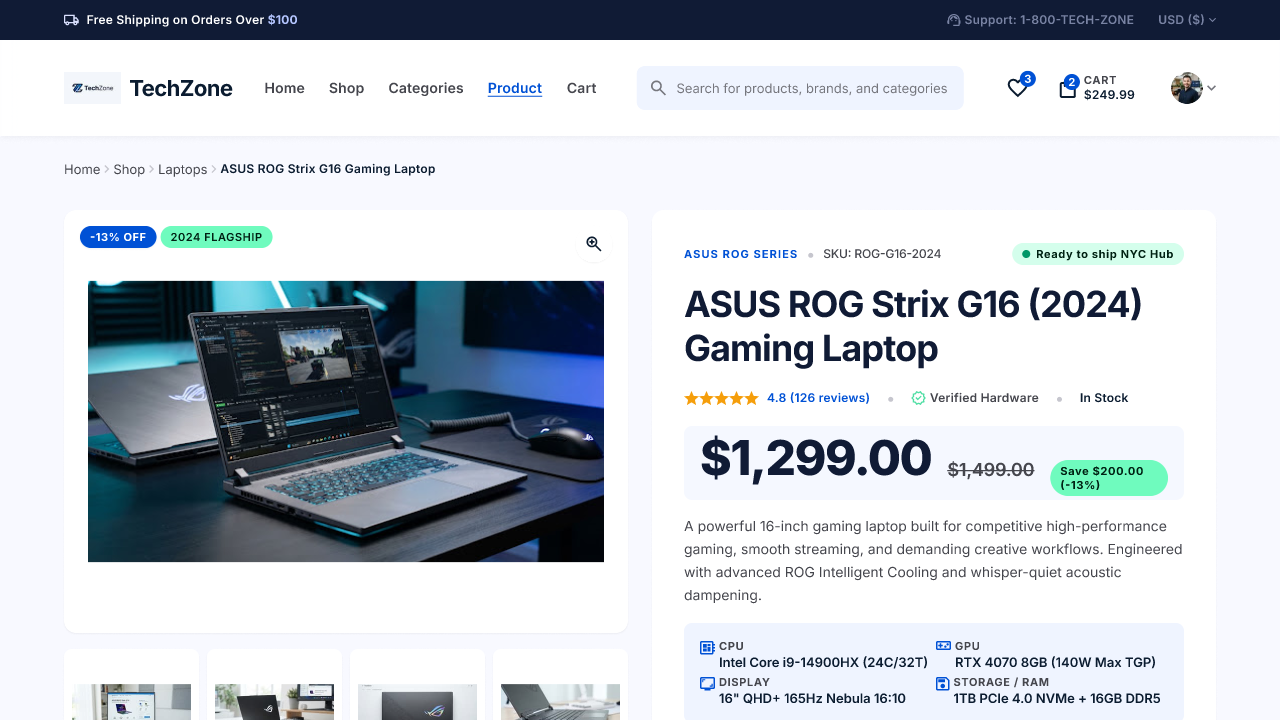 Free Shipping on Orders Over $100
Support: 1-800-TECH-ZONE
USD ($)
TechZone
TechZone
Home
Shop
Categories
Product
Cart
Search for products, brands, and categories
3
2
CART
$249.99
Home
Shop
Laptops
ASUS ROG Strix G16 Gaming Laptop
-13% OFF
2024 FLAGSHIP
ASUS ROG SERIES
SKU: ROG-G16-2024
Ready to ship NYC Hub
ASUS ROG Strix G16 (2024)
Gaming Laptop
4.8 (126 reviews)
Verified Hardware
In Stock
$1,299.00
$1,499.00
Save $200.00
(-13%)
A powerful 16-inch gaming laptop built for competitive high-performance
gaming, smooth streaming, and demanding creative workflows. Engineered
with advanced ROG Intelligent Cooling and whisper-quiet acoustic
dampening.
CPU
Intel Core i9-14900HX (24C/32T)
GPU
RTX 4070 8GB (140W Max TGP)
DISPLAY
16" QHD+ 165Hz Nebula 16:10
STORAGE / RAM
1TB PCIe 4.0 NVMe + 16GB DDR5